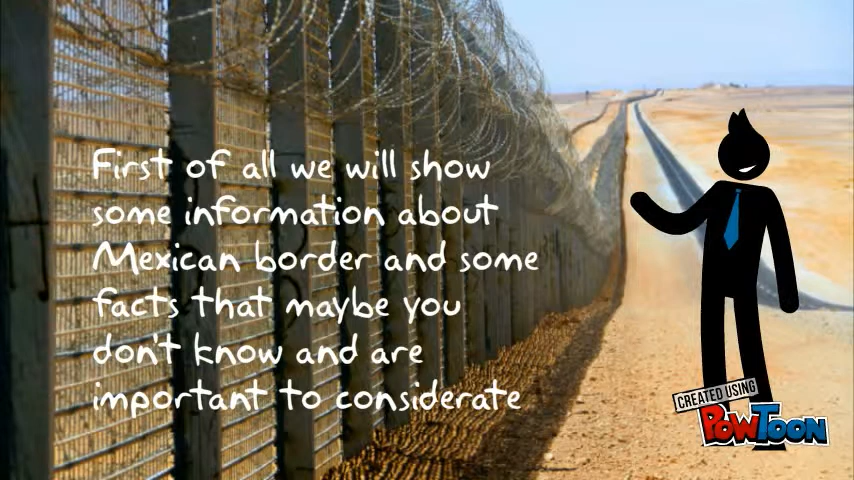 First of all we will show
some information about
Mexican border and some
facts that maybe you
don't know and are
important to considerate
CREATED USING
POWTOON